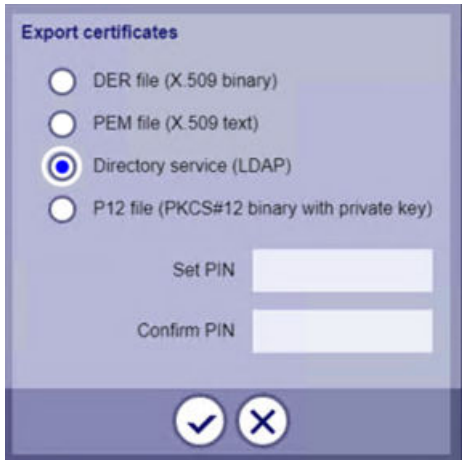 Export certificates
DER file (X.509 binary)
PEM file (X.509 text)
Directory service (LDAP)
P12 file (PKCS#12 binary with private key)
Set PIN
Confirm PIN